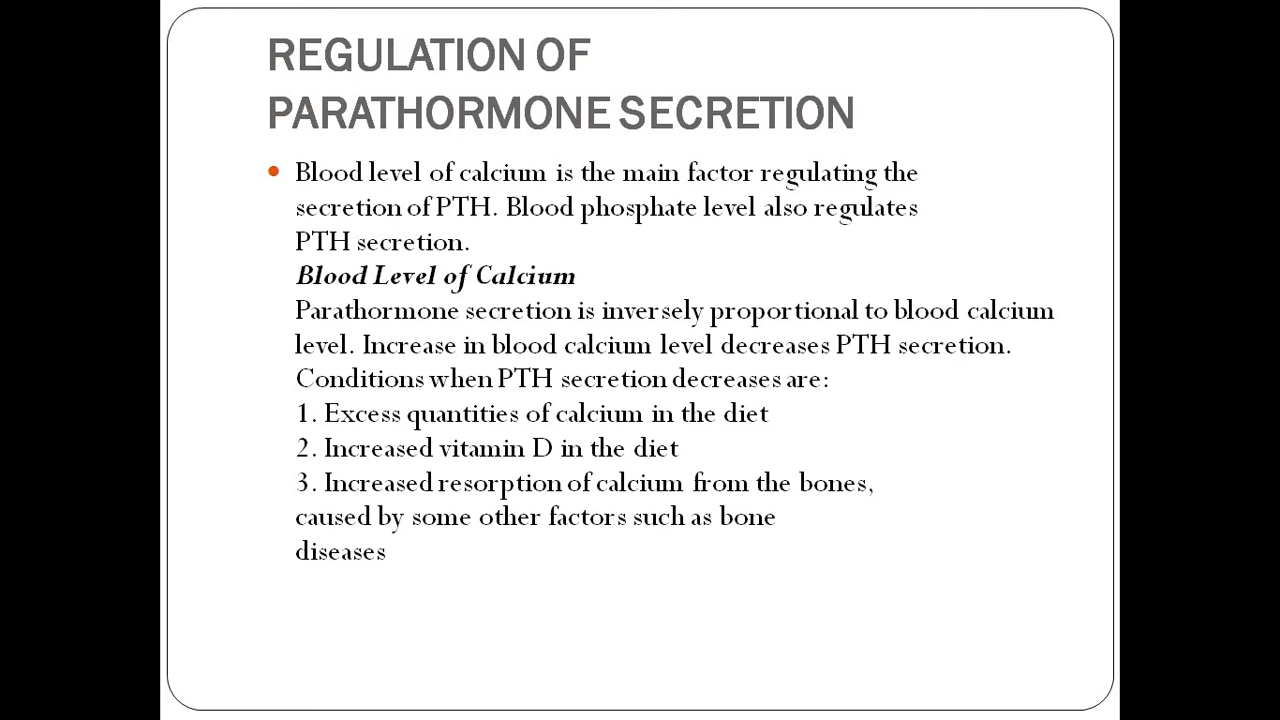 REGULATION OF
PARATHORMONE SECRETION
• Blood level of calcium is the main factor regulating the
secretion of PTH. Blood phosphate level also regulates
PTH secretion.
Blood Level of Calcium
Parathormone secretion is inversely proportional to blood calcium
level. Increase in blood calcium level decreases PTH secretion.
Conditions when PTH secretion decreases are:
1. Excess quantities of calcium in the diet
2. Increased vitamin D in the diet
3. Increased resorption of calcium from the bones,
caused by some other factors such as bone
diseases